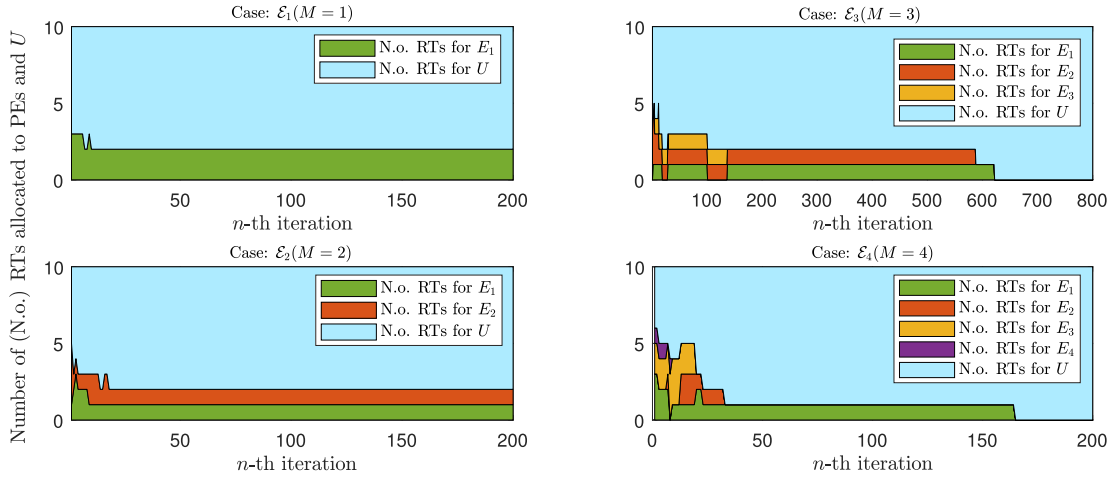 Number of (N.o.) RTs allocated to PEs and U
Case: ℰ₁(M = 1)
10
5
0
50
100
150
200
n-th iteration
N.o. RTs for E₁
N.o. RTs for U
Case: ℰ₃(M = 3)
10
5
0
100
200
300
400
500
600
700
800
n-th iteration
N.o. RTs for E₁
N.o. RTs for E₂
N.o. RTs for E₃
N.o. RTs for U
Case: ℰ₂(M = 2)
10
5
0
50
100
150
200
n-th iteration
N.o. RTs for E₁
N.o. RTs for E₂
N.o. RTs for U
Case: ℰ₄(M = 4)
10
5
0
0
50
100
150
200
n-th iteration
N.o. RTs for E₁
N.o. RTs for E₂
N.o. RTs for E₃
N.o. RTs for E₄
N.o. RTs for U